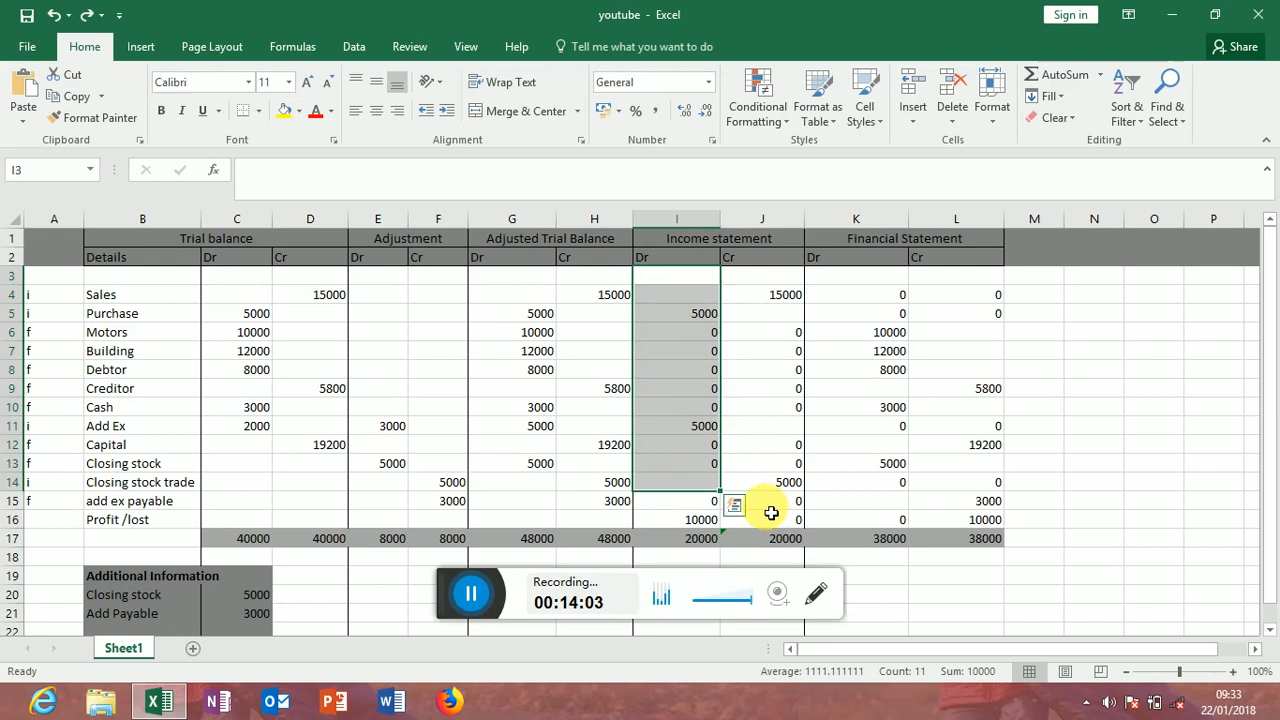 youtube - Excel
Sign in
File Home Insert Page Layout Formulas Data Review View Help Tell me what you want to do Share
Paste Cut Copy Format Painter
Calibri 11
B I U
Wrap Text
Merge & Center
General
Conditional Formatting Format as Table Cell Styles
Insert Delete Format
AutoSum Fill Clear
Sort & Filter Find & Select
Clipboard Font Alignment Number Styles Cells Editing
I3 fx
A B C D E F G H I J K L M N O P
1 Trial balance Adjustment Adjusted Trial Balance Income statement Financial Statement
2 Details Dr Cr Dr Cr Dr Cr Dr Cr Dr Cr
3
4 i Sales 15000 15000 15000 0 0
5 i Purchase 5000 5000 5000 0 0
6 f Motors 10000 10000 0 0 10000
7 f Building 12000 12000 0 0 12000
8 f Debtor 8000 8000 0 0 8000
9 f Creditor 5800 5800 0 0 5800
10 f Cash 3000 3000 0 0 3000
11 i Add Ex 2000 3000 5000 5000 0 0
12 f Capital 19200 19200 0 0 19200
13 f Closing stock 5000 5000 0 0 5000
14 i Closing stock trade 5000 5000 5000 0 0
15 f add ex payable 3000 3000 0 0 3000
16 Profit /lost 10000 0 0 10000
17 40000 40000 8000 8000 48000 48000 20000 20000 38000 38000
18
19 Additional Information
20 Closing stock 5000
21 Add Payable 3000
22
Recording...
00:14:03
Sheet1
Ready Average: 1111.111111 Count: 11 Sum: 10000 100%
09:33
22/01/2018